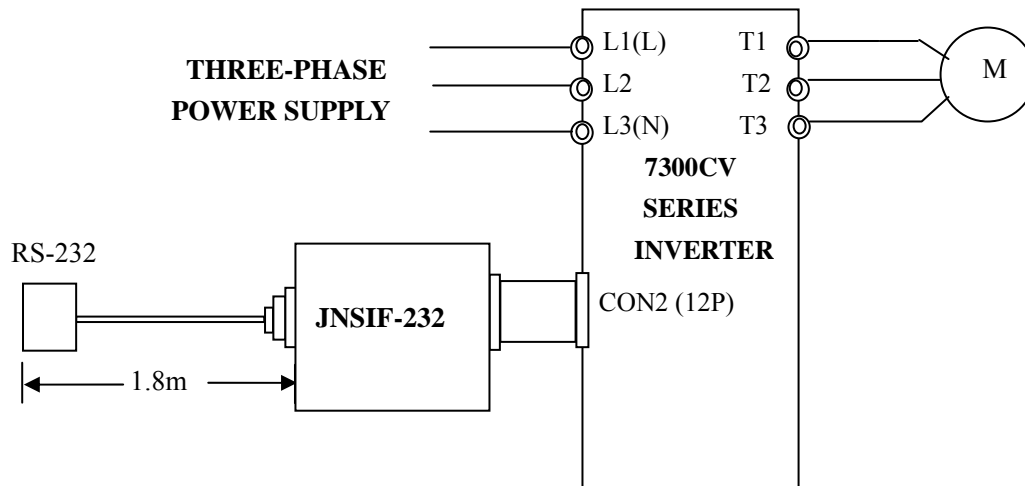 L1(L)
T1
THREE-PHASE
POWER SUPPLY
L2
T2
M
L3(N)
T3
7300CV
SERIES
INVERTER
RS-232
JNSIF-232
CON2 (12P)
1.8m